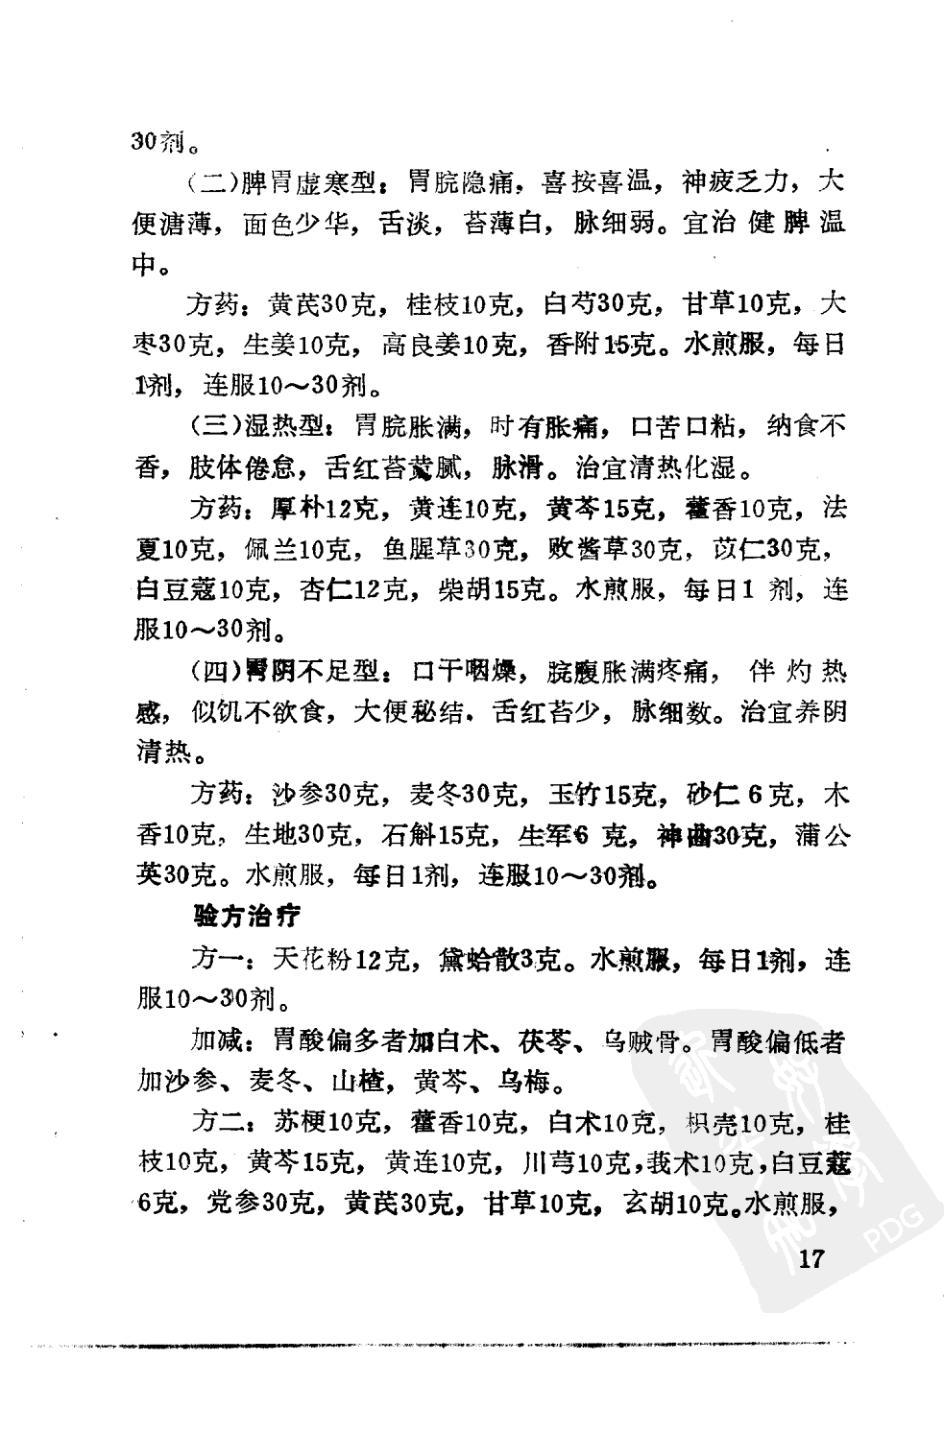 30剂。
(二)脾胃虚寒型：胃脘隐痛，喜按喜温，神疲乏力，大
便溏薄，面色少华，舌淡，苔薄白，脉细弱。宜治健脾温
中。
方药：黄芪30克，桂枝10克，白芍30克，甘草10克，大
枣30克，生姜10克，高良姜10克，香附15克。水煎服，每日
1剂，连服10～30剂。
(三)湿热型：胃脘胀满，时有胀痛，口苦口粘，纳食不
香，肢体倦怠，舌红苔黄腻，脉滑。治宜清热化湿。
方药：厚朴12克，黄连10克，黄芩15克，藿香10克，法
夏10克，佩兰10克，鱼腥草30克，败酱草30克，苡仁30克，
白豆蔻10克，杏仁12克，柴胡15克。水煎服，每日1剂，连
服10～30剂。
(四)胃阴不足型：口干咽燥，脘腹胀满疼痛，伴灼热
感，似饥不欲食，大便秘结，舌红苔少，脉细数。治宜养阴
清热。
方药：沙参30克，麦冬30克，玉竹15克，砂仁6克，木
香10克，生地30克，石斛15克，生军6克，神曲30克，蒲公
英30克。水煎服，每日1剂，连服10～30剂。
验方治疗
方一：天花粉12克，黛蛤散3克。水煎服，每日1剂，连
服10～30剂。
加减：胃酸偏多者加白术、茯苓、乌贼骨。胃酸偏低者
加沙参、麦冬、山楂，黄芩、乌梅。
方二：苏梗10克，藿香10克，白术10克，枳壳10克，桂
枝10克，黄芩15克，黄连10克，川芎10克，莪术10克，白豆蔻
6克，党参30克，黄芪30克，甘草10克，玄胡10克。水煎服，
17
PDG